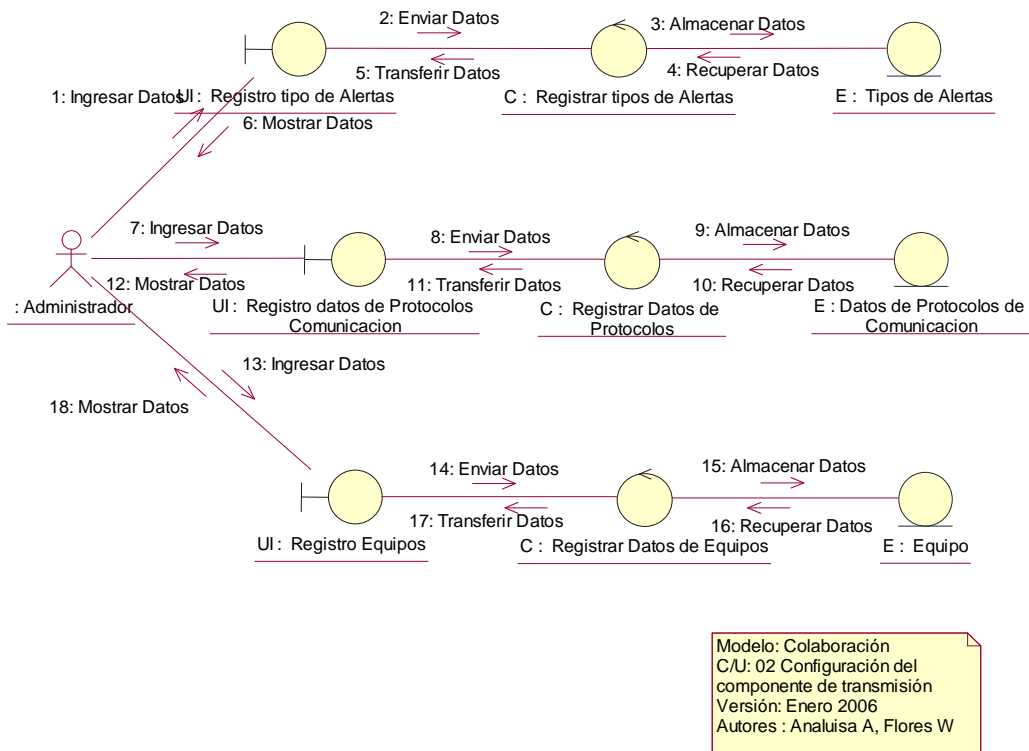 2: Enviar Datos
3: Almacenar Datos
5: Transferir Datos
4: Recuperar Datos
1: Ingresar Datos
UI : Registro tipo de Alertas
C : Registrar tipos de Alertas
E : Tipos de Alertas
6: Mostrar Datos
7: Ingresar Datos
8: Enviar Datos
9: Almacenar Datos
12: Mostrar Datos
11: Transferir Datos
10: Recuperar Datos
: Administrador
UI : Registro datos de Protocolos
Comunicacion
C : Registrar Datos de
Protocolos
E : Datos de Protocolos de
Comunicacion
13: Ingresar Datos
18: Mostrar Datos
14: Enviar Datos
15: Almacenar Datos
17: Transferir Datos
16: Recuperar Datos
UI : Registro Equipos
C : Registrar Datos de Equipos
E : Equipo
Modelo: Colaboración
C/U: 02 Configuración del
componente de transmisión
Versión: Enero 2006
Autores : Analuisa A, Flores W